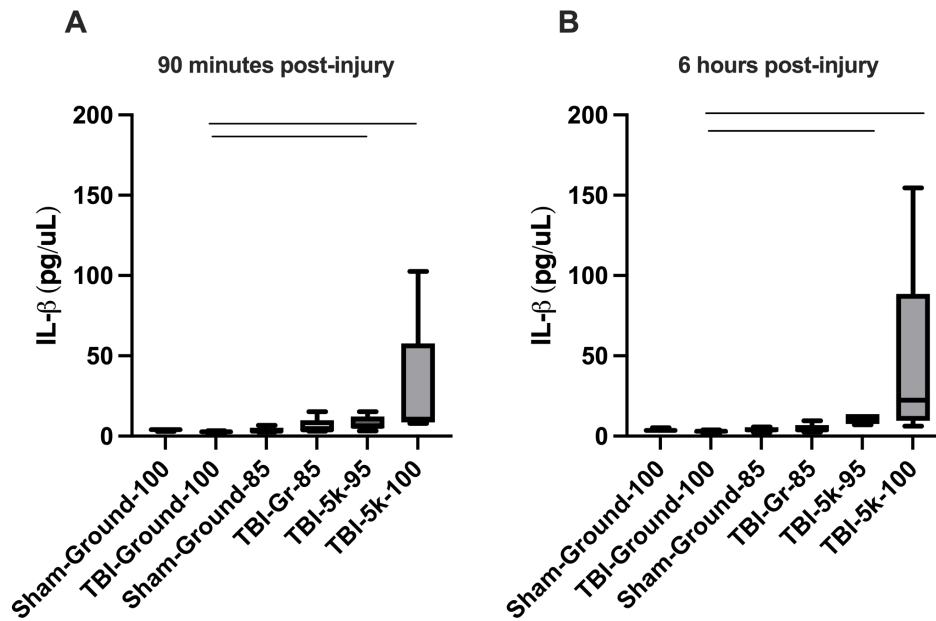 A
90 minutes post-injury
IL-β (pg/uL)
200
150
100
50
0
Sham-Ground-100
TBI-Ground-100
Sham-Ground-85
TBI-Gr-85
TBI-5k-95
TBI-5k-100
B
6 hours post-injury
IL-β (pg/uL)
200
150
100
50
0
Sham-Ground-100
TBI-Ground-100
Sham-Ground-85
TBI-Gr-85
TBI-5k-95
TBI-5k-100